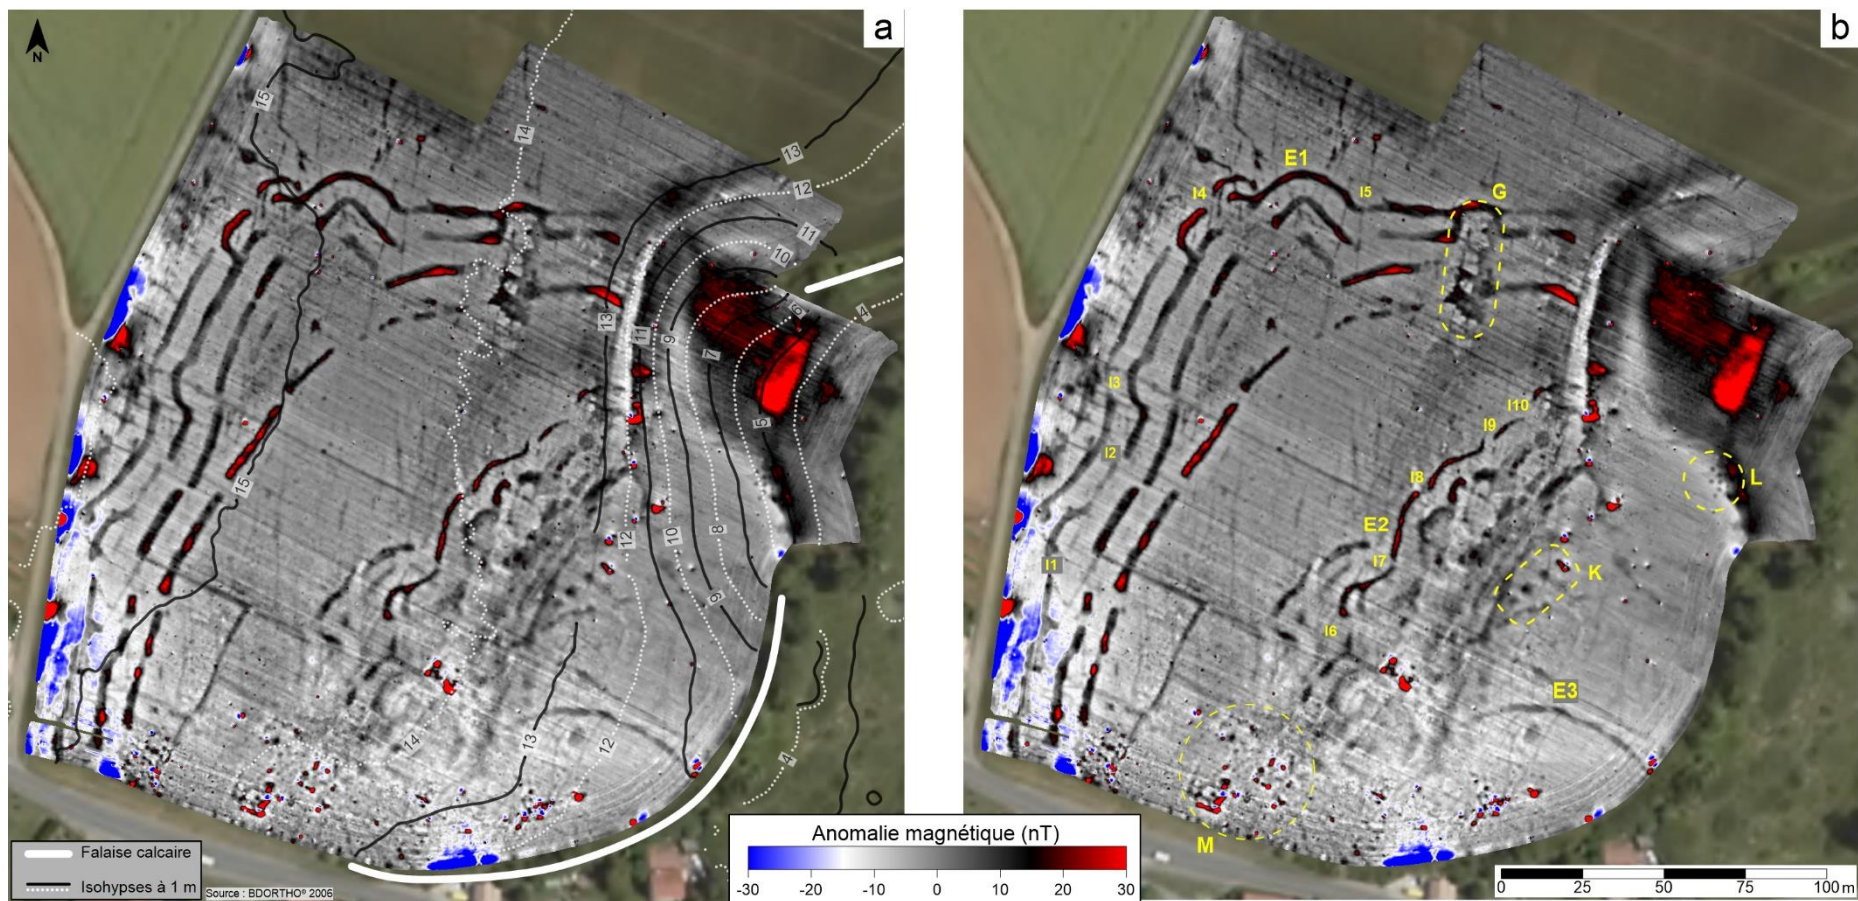 a
N
15
14
13
12
11
10
13
11
9
7
6
4
5
15
12
10
8
9
14
13
12
4
Falaise calcaire
Isohypses à 1 m
Source : BDORTHO® 2006
Anomalie magnétique (nT)
-30 -20 -10 0 10 20 30
b
E1
I4
I5
G
I3
I10
I9
I2
I8
L
E2
I7
I1
K
I6
E3
M
0 25 50 75 100 m